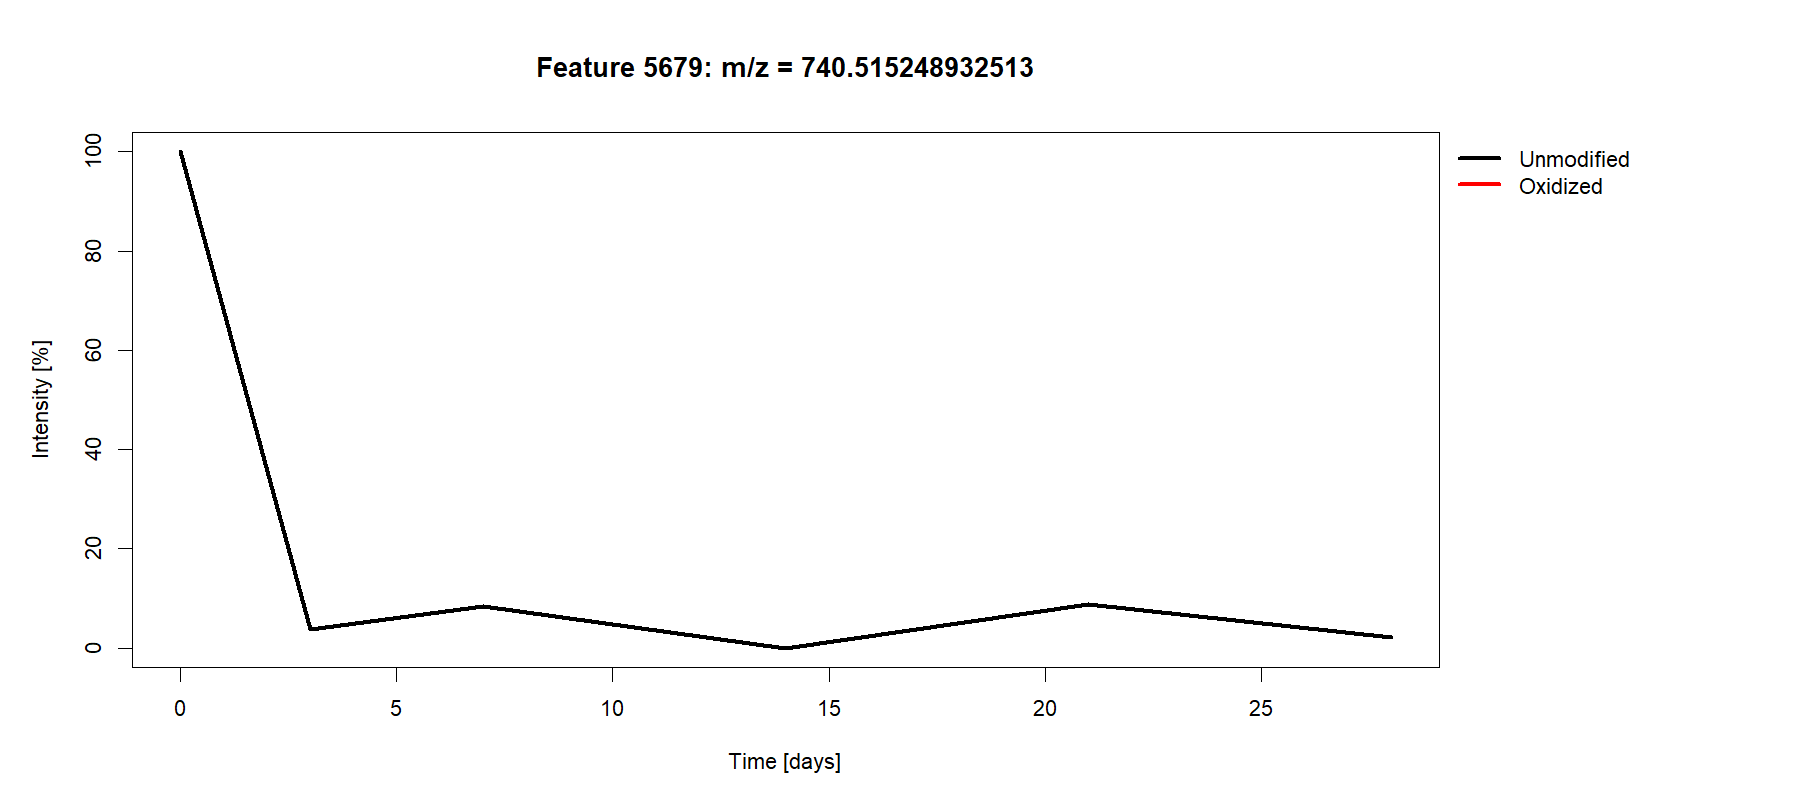 Feature 5679: m/z = 740.515248932513
Unmodified
Oxidized
Intensity [%]
100
80
60
40
20
0
0 5 10 15 20 25
Time [days]